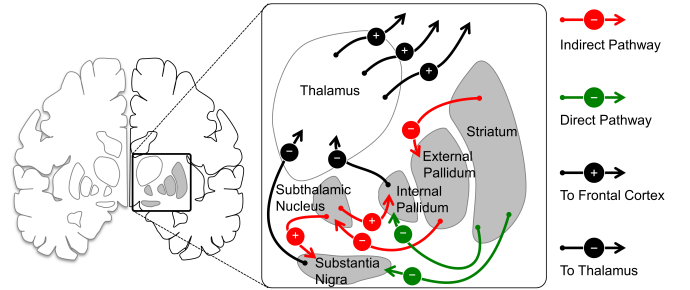 Thalamus
Striatum
External
Pallidum
Subthalamic
Nucleus
Internal
Pallidum
Substantia
Nigra
+
+
+
−
−
−
+
−
+
−
−
−
Indirect Pathway
−
Direct Pathway
+
To Frontal Cortex
−
To Thalamus